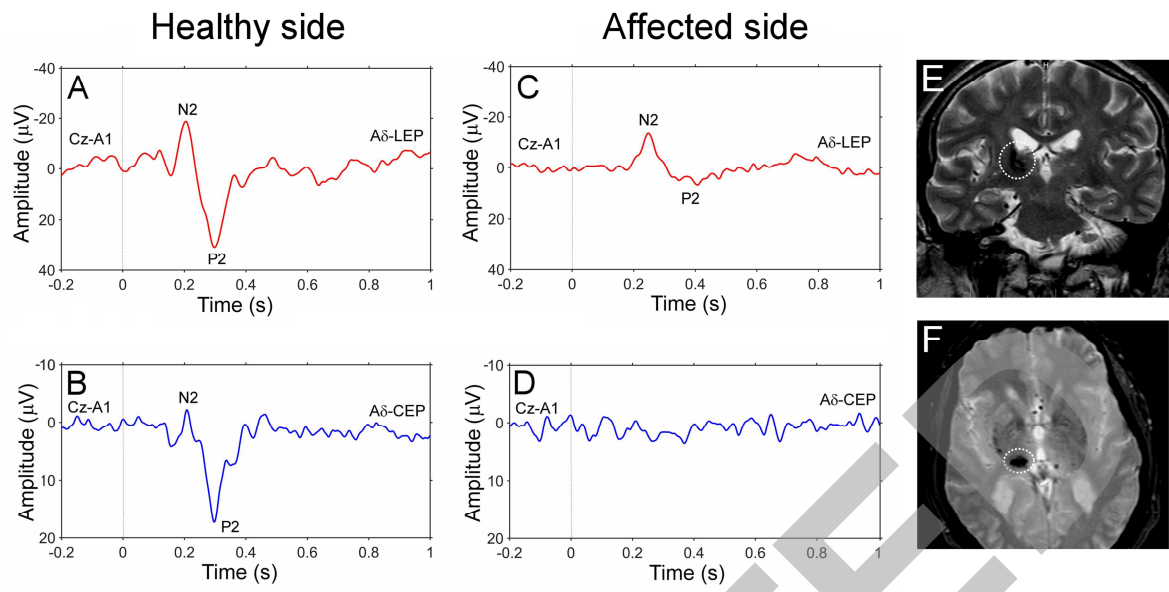 Healthy side
Affected side
A
-40
-20
0
20
40
Amplitude (μV)
Cz-A1
N2
P2
Aδ-LEP
-0.2 0 0.2 0.4 0.6 0.8 1
Time (s)
C
-40
-20
0
20
40
Amplitude (μV)
Cz-A1
N2
P2
Aδ-LEP
-0.2 0 0.2 0.4 0.6 0.8 1
Time (s)
E
H
B
-10
0
10
20
Amplitude (μV)
Cz-A1
N2
P2
Aδ-CEP
-0.2 0 0.2 0.4 0.6 0.8 1
Time (s)
D
-10
0
10
20
Amplitude (μV)
Cz-A1
Aδ-CEP
-0.2 0 0.2 0.4 0.6 0.8 1
Time (s)
F